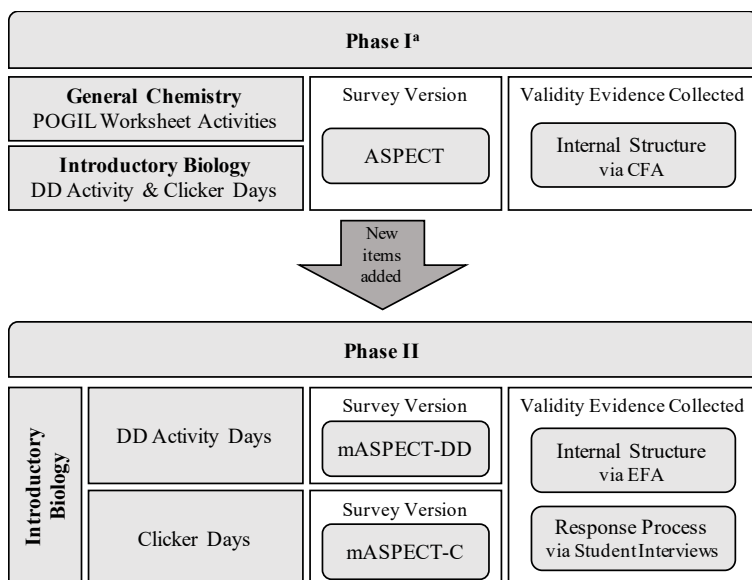 Phase Iª
General Chemistry
POGIL Worksheet Activities
Introductory Biology
DD Activity & Clicker Days
Survey Version
ASPECT
Validity Evidence Collected
Internal Structure
via CFA
New
items
added
Phase II
Introductory
Biology
DD Activity Days
Survey Version
mASPECT-DD
Clicker Days
Survey Version
mASPECT-C
Validity Evidence Collected
Internal Structure
via EFA
Response Process
via Student Interviews